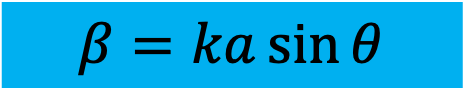 β = ka sin θ